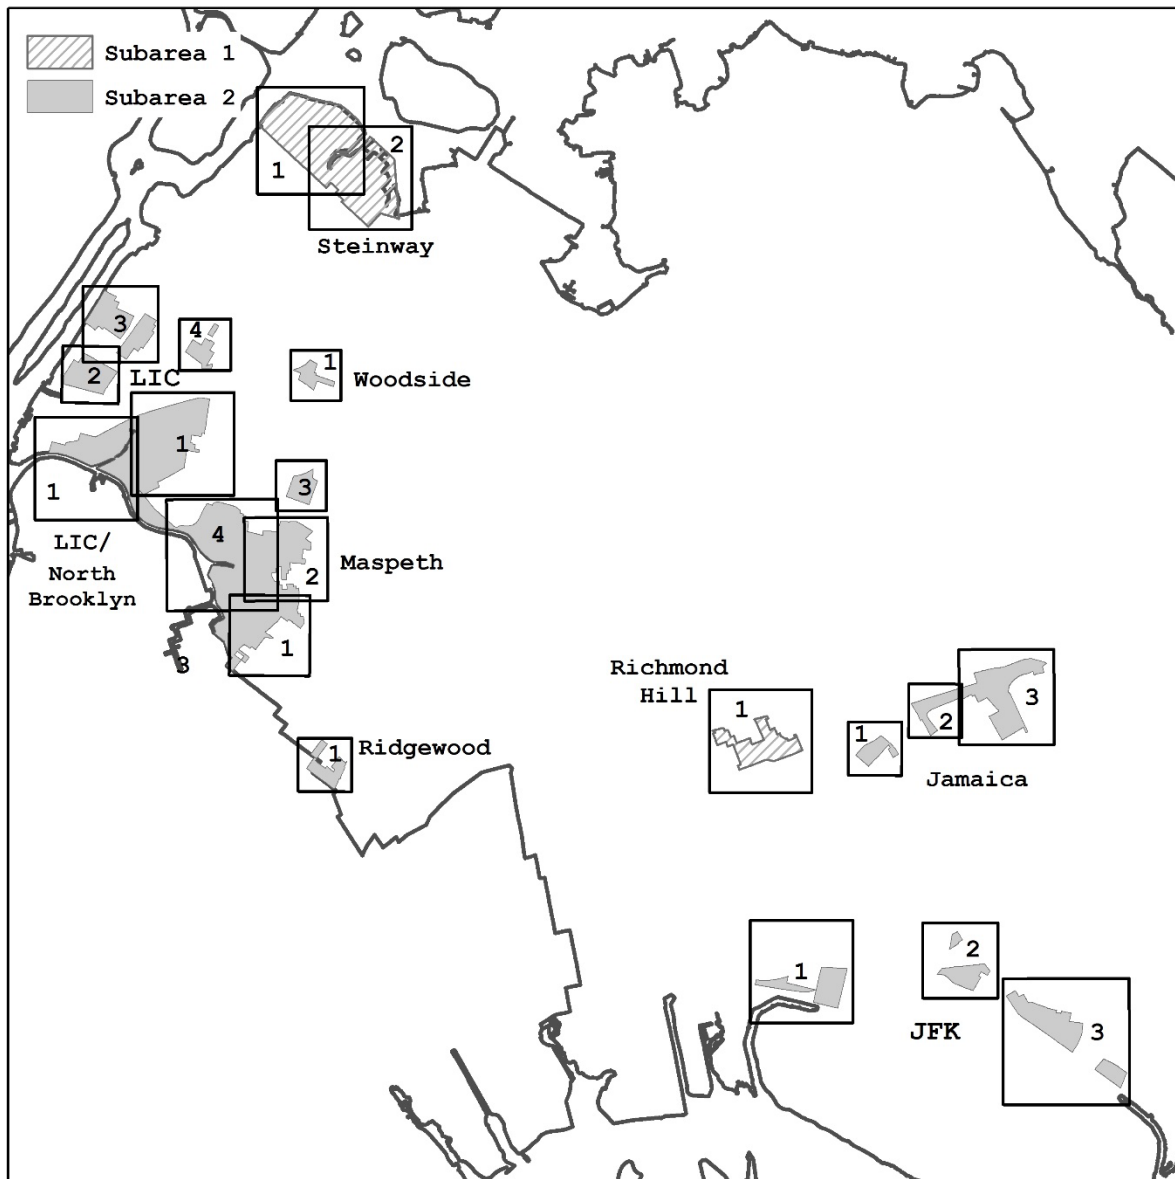 Subarea 1
Subarea 2
2
1
Steinway
3
4
1
Woodside
2
LIC
1
1
3
4
LIC/
North
Brooklyn
2
Maspeth
1
3
Richmond
Hill
1
3
2
1
Jamaica
1
Ridgewood
1
2
JFK
3